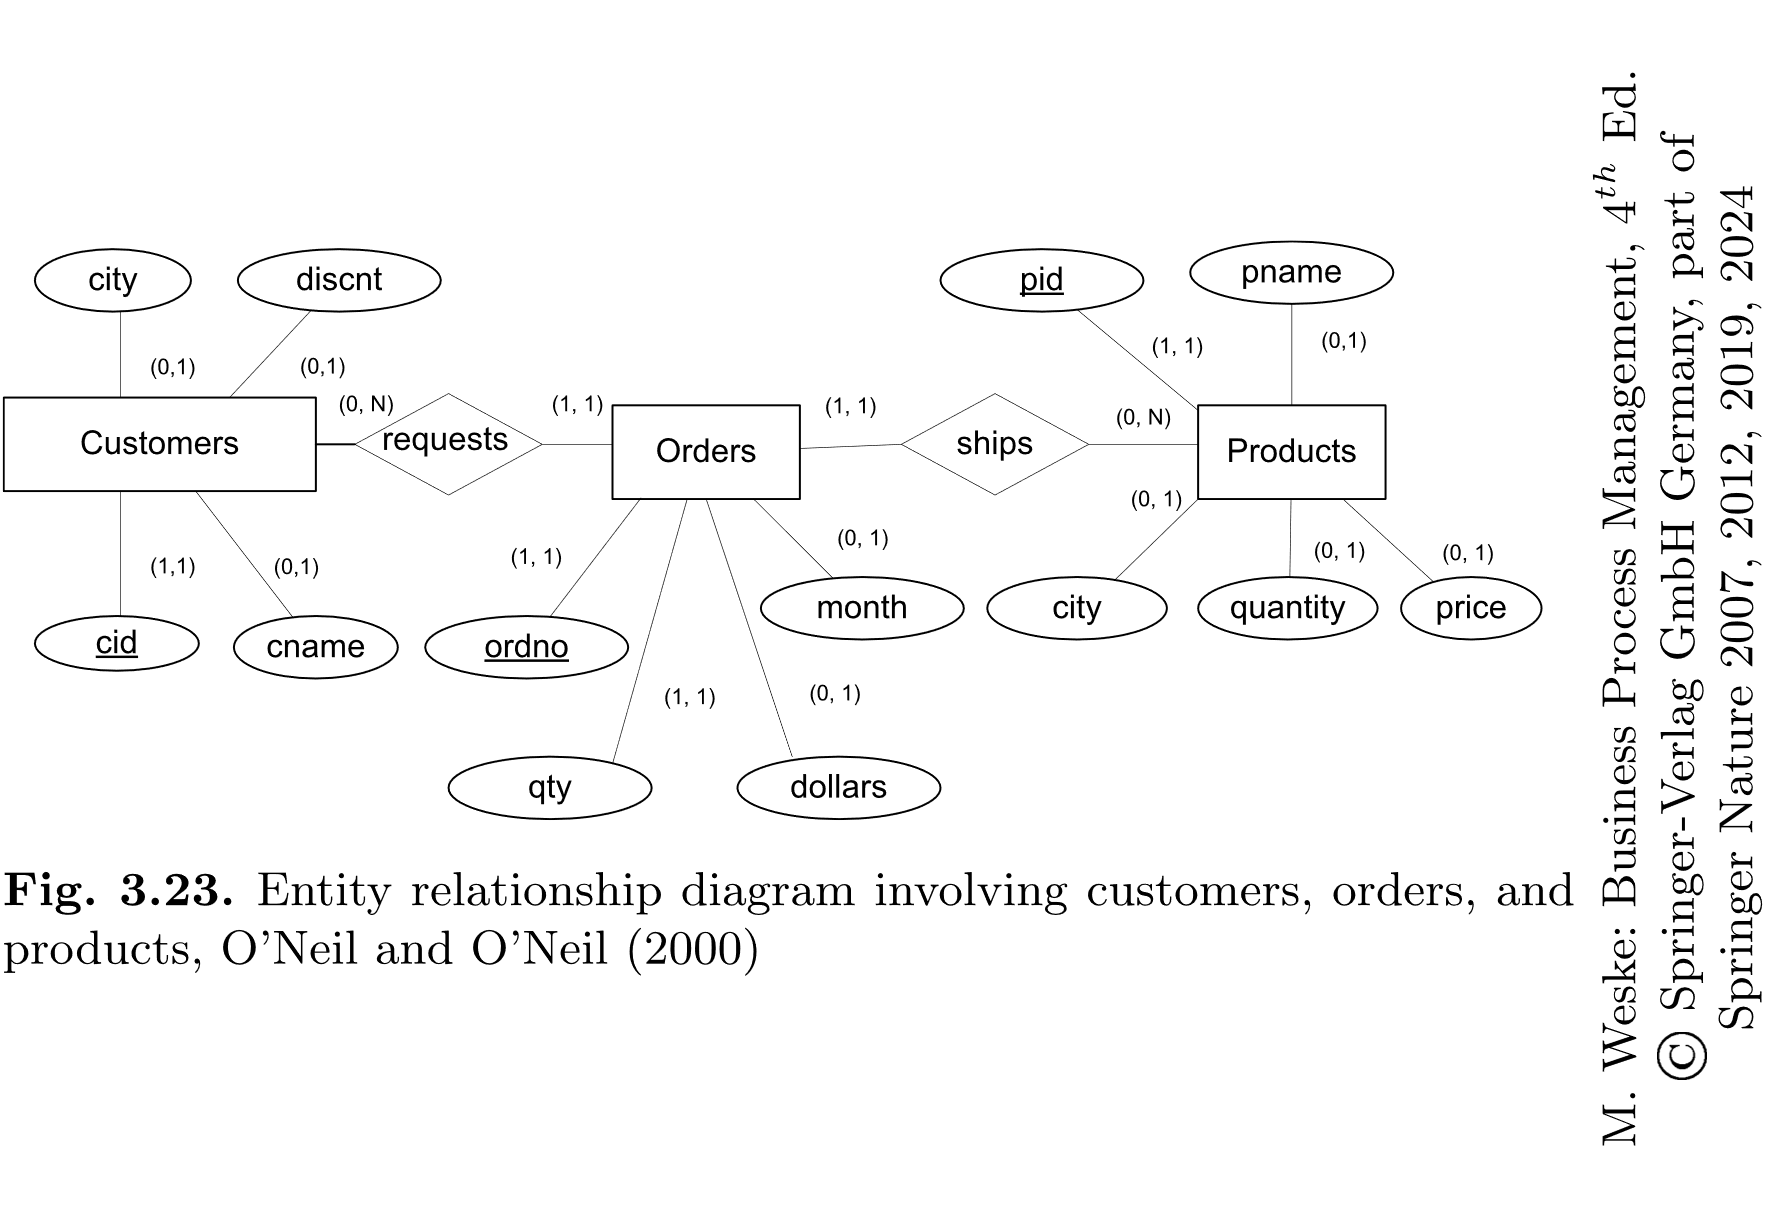 city
discnt
pid
pname
(0,1)
(0,1)
(1, 1)
(0,1)
Customers
(0, N)
requests
(1, 1)
Orders
(1, 1)
ships
(0, N)
Products
(1,1)
(0,1)
(1, 1)
(0, 1)
(0, 1)
(0, 1)
(0, 1)
cid
cname
ordno
month
city
quantity
price
(1, 1)
(0, 1)
qty
dollars
Fig. 3.23. Entity relationship diagram involving customers, orders, and
products, O'Neil and O'Neil (2000)
M. Weske: Business Process Management, 4th Ed.
© Springer-Verlag GmbH Germany, part of
Springer Nature 2007, 2012, 2019, 2024